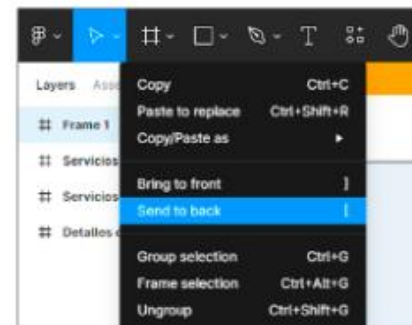 Layers Asse
Frame 1
Servicios
Servicios
Detalles
Copy Ctrl+C
Paste to replace Ctrl+Shift+R
Copy/Paste as
Bring to front ]
Send to back [
Group selection Ctrl+G
Frame selection Ctrl+Alt+G
Ungroup Ctrl+Shift+G